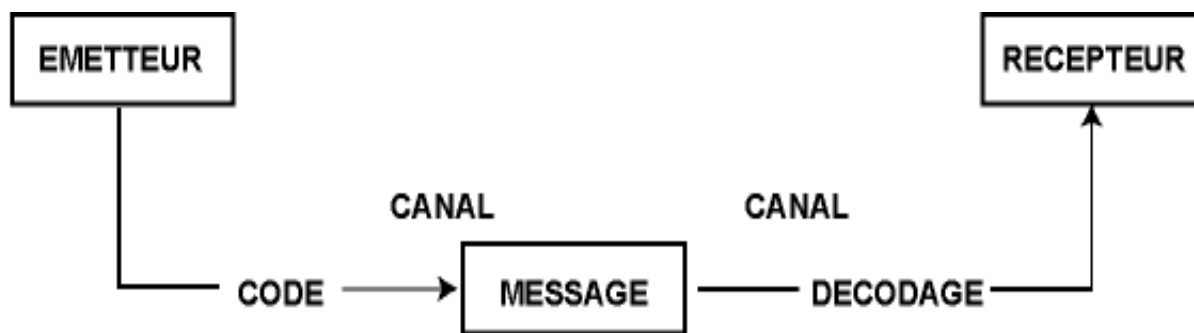 EMETTEUR
RECEPTEUR
CANAL
CANAL
CODE
MESSAGE
DECODAGE